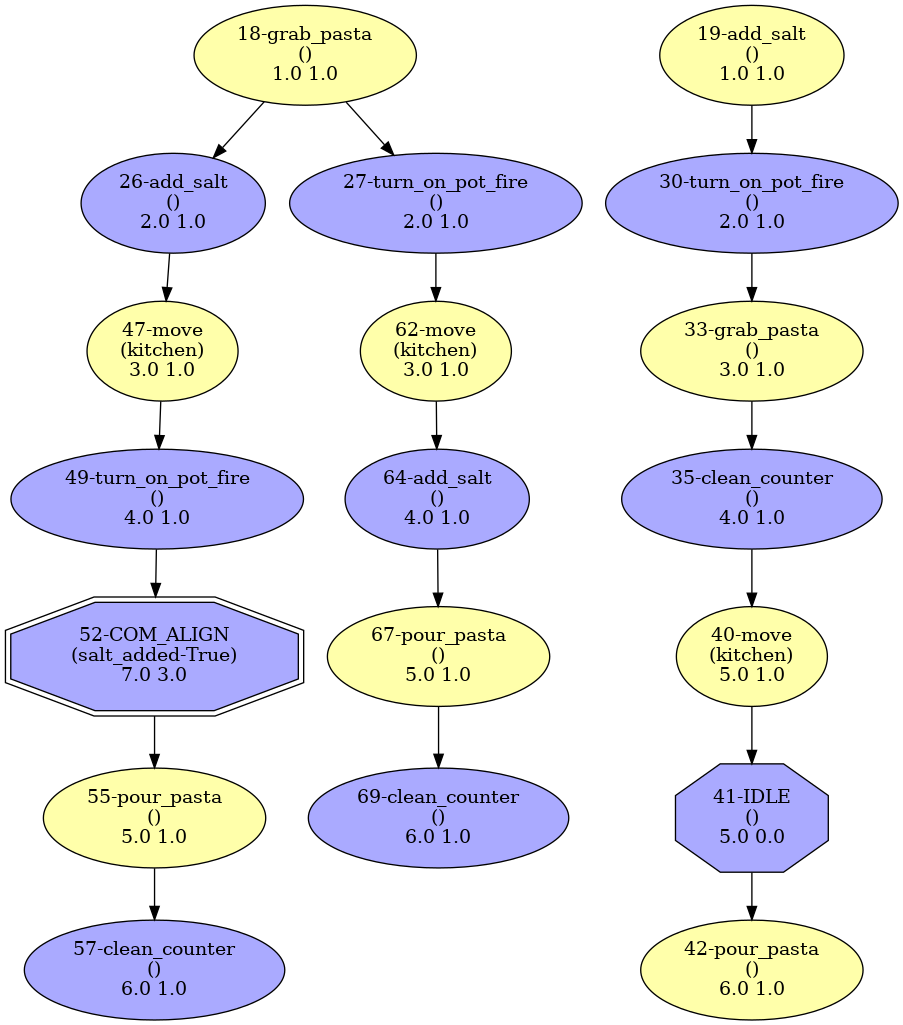 18-grab_pasta
()
1.0 1.0
19-add_salt
()
1.0 1.0
26-add_salt
()
2.0 1.0
27-turn_on_pot_fire
()
2.0 1.0
30-turn_on_pot_fire
()
2.0 1.0
47-move
(kitchen)
3.0 1.0
62-move
(kitchen)
3.0 1.0
33-grab_pasta
()
3.0 1.0
49-turn_on_pot_fire
()
4.0 1.0
64-add_salt
()
4.0 1.0
35-clean_counter
()
4.0 1.0
52-COM_ALIGN
(salt_added-True)
7.0 3.0
67-pour_pasta
()
5.0 1.0
40-move
(kitchen)
5.0 1.0
55-pour_pasta
()
5.0 1.0
69-clean_counter
()
6.0 1.0
41-IDLE
()
5.0 0.0
57-clean_counter
()
6.0 1.0
42-pour_pasta
()
6.0 1.0